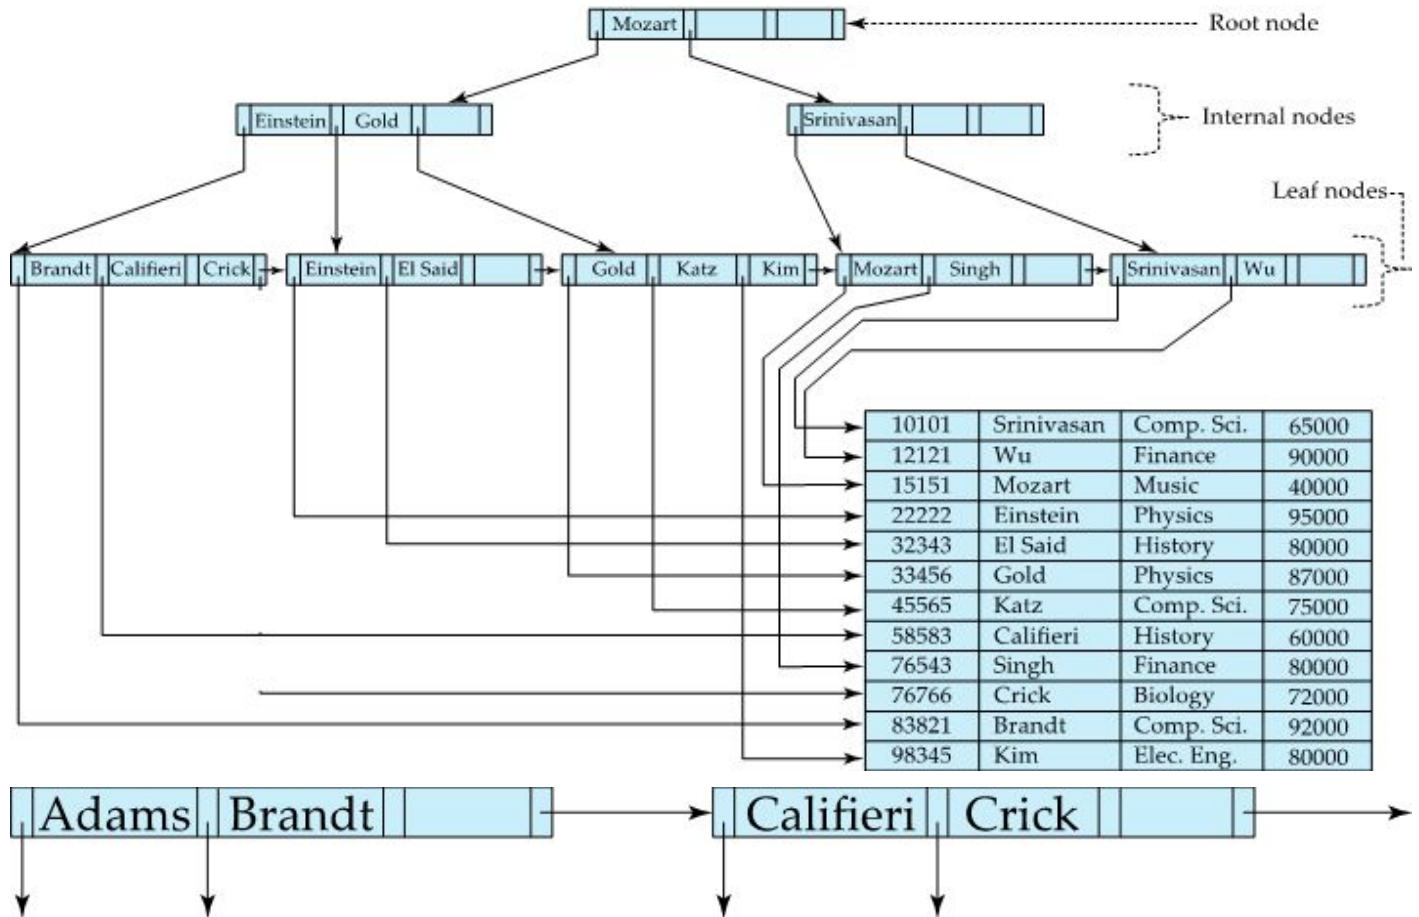 Mozart
Root node
Einstein Gold
Srinivasan
Internal nodes
Leaf nodes
Brandt Califieri Crick Einstein El Said Gold Katz Kim Mozart Singh Srinivasan Wu
10101 Srinivasan Comp. Sci. 65000
12121 Wu Finance 90000
15151 Mozart Music 40000
22222 Einstein Physics 95000
32343 El Said History 80000
33456 Gold Physics 87000
45565 Katz Comp. Sci. 75000
58583 Califieri History 60000
76543 Singh Finance 80000
76766 Crick Biology 72000
83821 Brandt Comp. Sci. 92000
98345 Kim Elec. Eng. 80000
Adams Brandt Califieri Crick